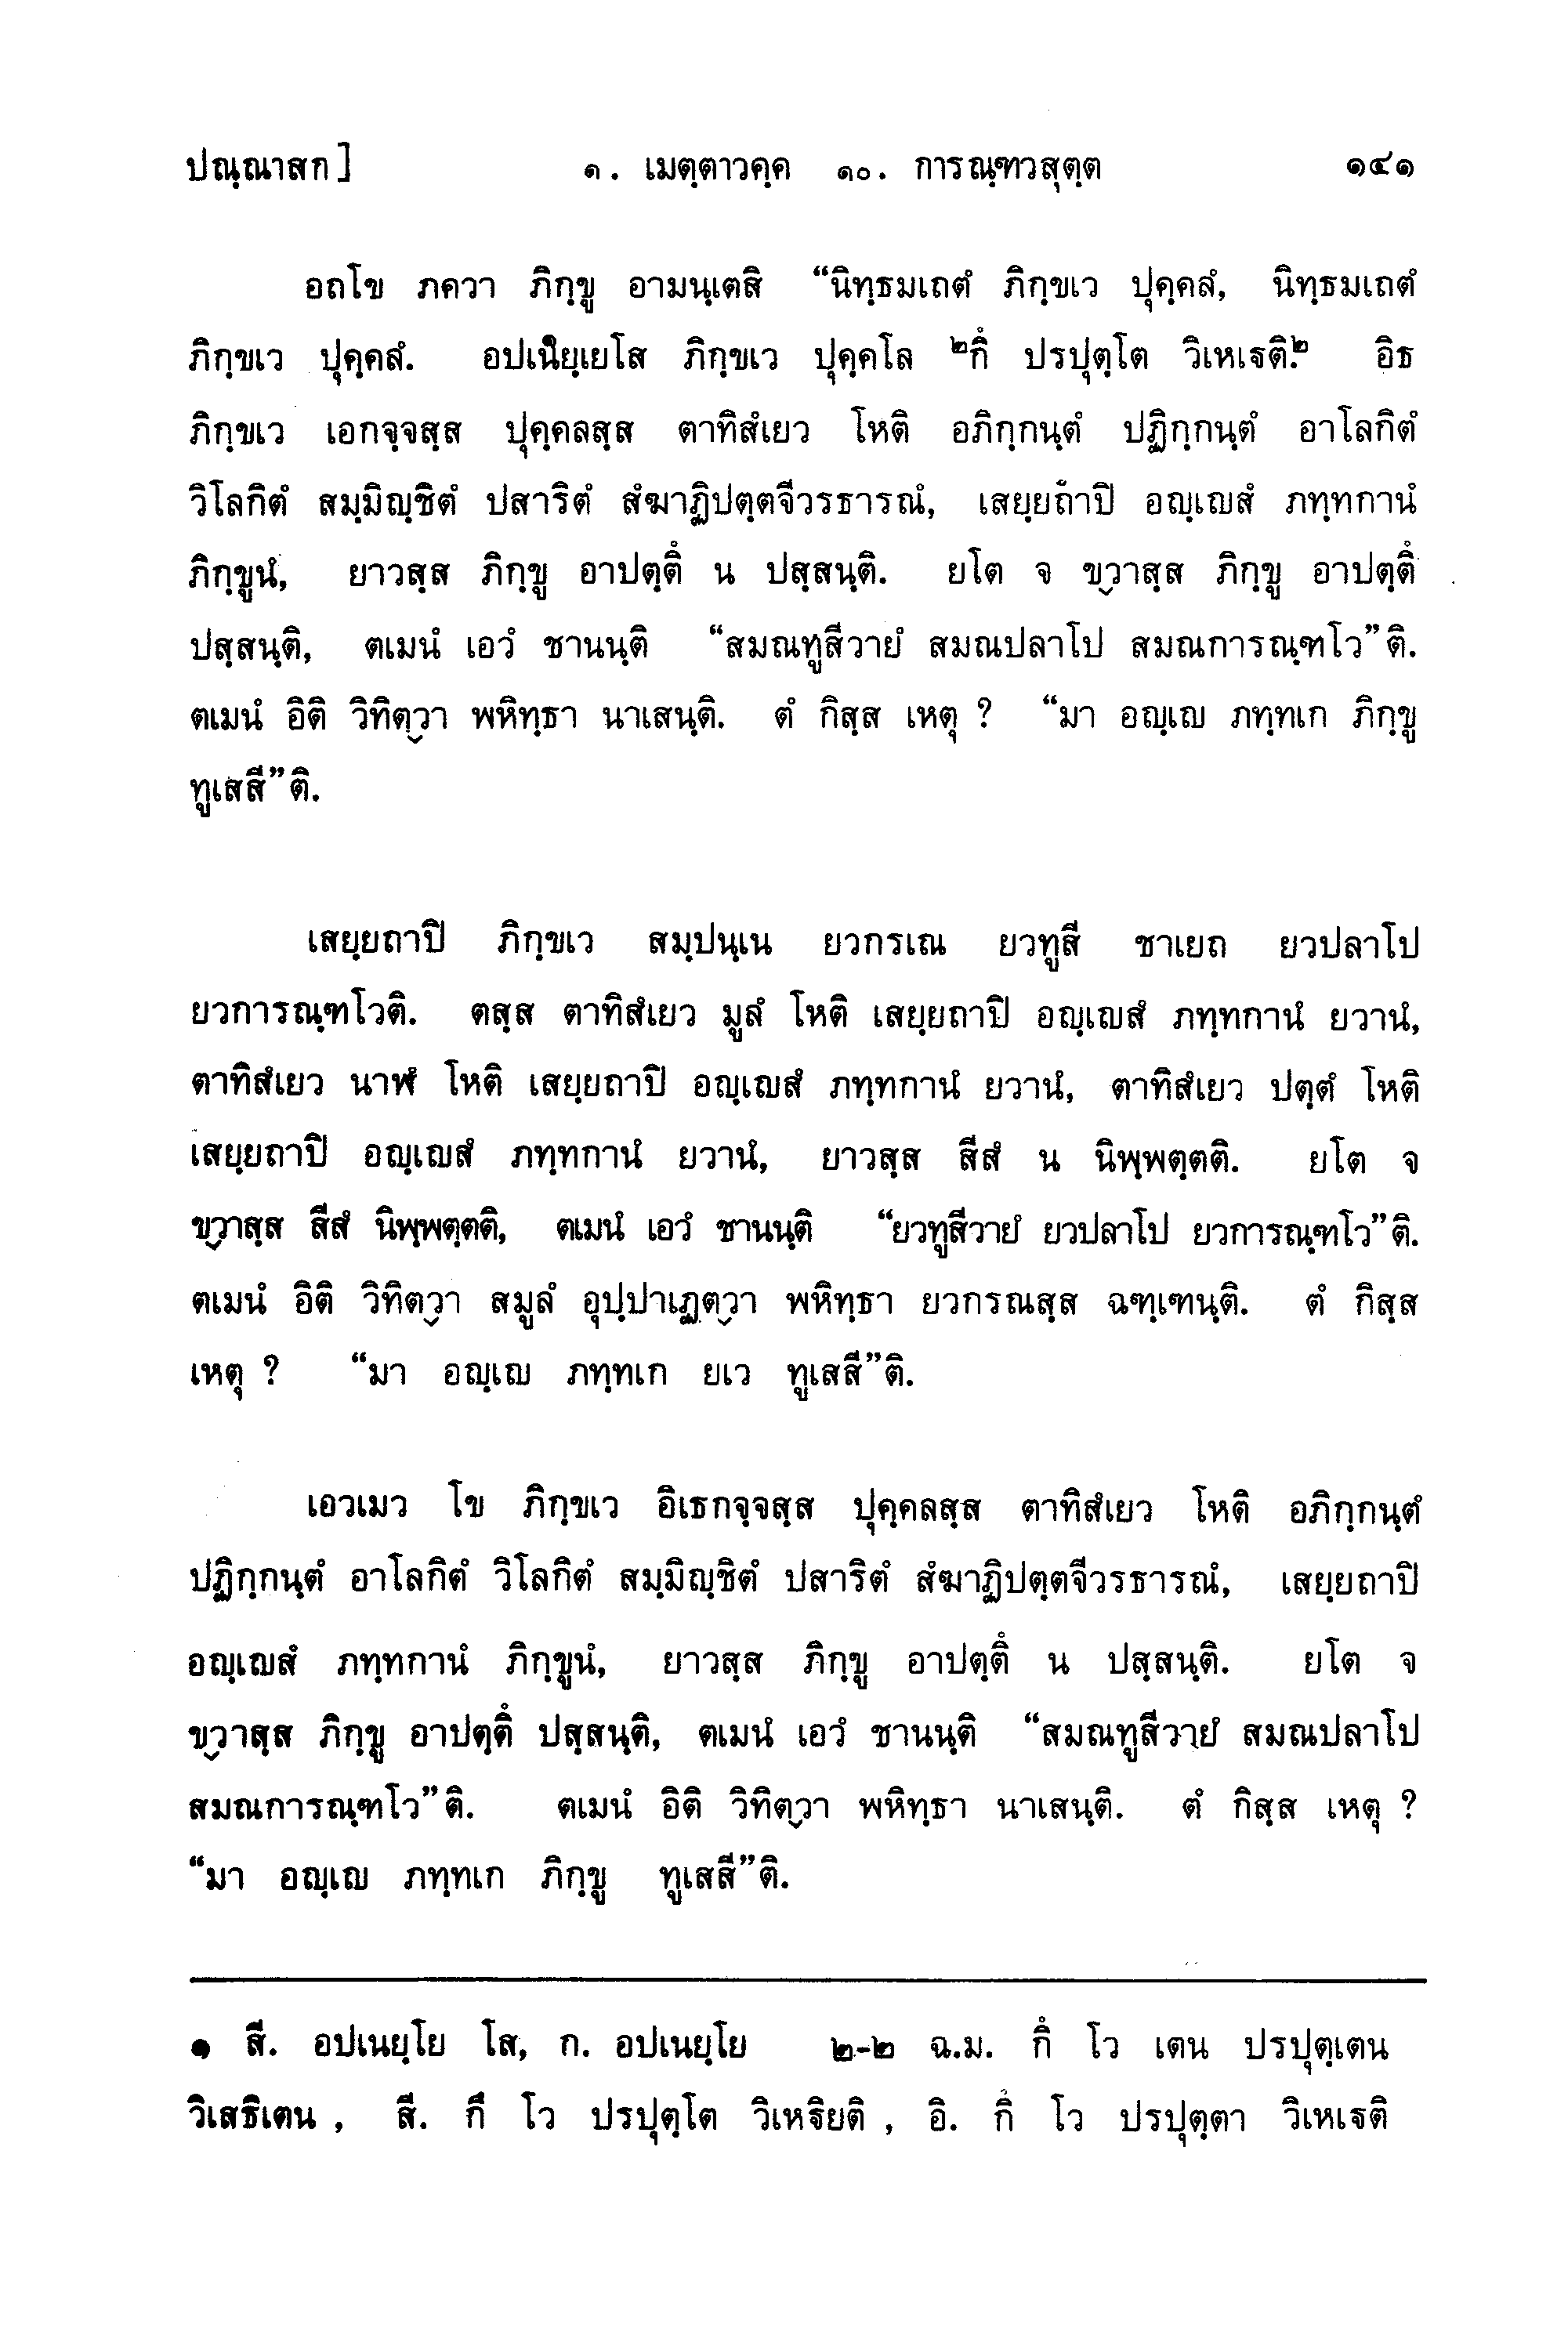 ปณฺณาสก]   ๑. เมตฺตาวคฺค   ๑๐. การณฺฑวสุตฺต   ๑๔๑
อถโข ภควา ภิกฺขู อามนฺเตสิ “นิทฺธมเถตํ ภิกฺขเว ปุคฺคลํ, นิทฺธมเถตํ
ภิกฺขเว ปุคฺคลํ. อปเนยฺเยโส ภิกฺขเว ปุคฺคโล ๒กึ ปรปุตฺโต วิเหเฐติ.๒ อิธ
ภิกฺขเว เอกจฺจสฺส ปุคฺคลสฺส ตาทิสํเยว โหติ อภิกฺกนฺตํ ปฏิกฺกนฺตํ อาโลกิตํ
วิโลกิตํ สมฺมิญฺชิตํ ปสาริตํ สํฆาฏิปตฺตจีวรธารณํ, เสยฺยถาปิ อญฺเญสํ ภทฺทกานํ
ภิกฺขูนํ, ยาวสฺส ภิกฺขู อาปตฺตึ น ปสฺสนฺติ. ยโต จ ขฺวาสฺส ภิกฺขู อาปตฺตึ
ปสฺสนฺติ, ตเมนํ เอวํ ชานนฺติ “สมณทูสีวายํ สมณปลาโป สมณการณฺฑโว”ติ.
ตเมนํ อิติ วิทิตฺวา พหิทฺธา นาเสนฺติ. ตํ กิสฺส เหตุ ? “มา อญฺเญ ภทฺทเก ภิกฺขู
ทูเสสี”ติ.
เสยฺยถาปิ ภิกฺขเว สมฺปนฺเน ยวกรเณ ยวทูสี ชาเยถ ยวปลาโป
ยวการณฺฑโวติ. ตสฺส ตาทิสํเยว มูลํ โหติ เสยฺยถาปิ อญฺเญสํ ภทฺทกานํ ยวานํ,
ตาทิสํเยว นาฬํ โหติ เสยฺยถาปิ อญฺเญสํ ภทฺทกานํ ยวานํ, ตาทิสํเยว ปตฺตํ โหติ
เสยฺยถาปิ อญฺเญสํ ภทฺทกานํ ยวานํ, ยาวสฺส สีสํ น นิพฺพตฺตติ. ยโต จ
ขฺวาสฺส สีสํ นิพฺพตฺตติ, ตเมนํ เอวํ ชานนฺติ “ยวทูสีวายํ ยวปลาโป ยวการณฺฑโว”ติ.
ตเมนํ อิติ วิทิตฺวา สมูลํ อุปฺปาเฏตฺวา พหิทฺธา ยวกรณสฺส ฉฑฺเฑนฺติ. ตํ กิสฺส
เหตุ ? “มา อญฺเญ ภทฺทเก ยเว ทูเสสี”ติ.
เอวเมว โข ภิกฺขเว อิเธกจฺจสฺส ปุคฺคลสฺส ตาทิสํเยว โหติ อภิกฺกนฺตํ
ปฏิกฺกนฺตํ อาโลกิตํ วิโลกิตํ สมฺมิญฺชิตํ ปสาริตํ สํฆาฏิปตฺตจีวรธารณํ, เสยฺยถาปิ
อญฺเญสํ ภทฺทกานํ ภิกฺขูนํ, ยาวสฺส ภิกฺขู อาปตฺตึ น ปสฺสนฺติ. ยโต จ
ขฺวาสฺส ภิกฺขู อาปตฺตึ ปสฺสนฺติ, ตเมนํ เอวํ ชานนฺติ “สมณทูสีวายํ สมณปลาโป
สมณการณฺฑโว”ติ. ตเมนํ อิติ วิทิตฺวา พหิทฺธา นาเสนฺติ. ตํ กิสฺส เหตุ ?
“มา อญฺเญ ภทฺทเก ภิกฺขู ทูเสสี”ติ.
๑ สี. อปเนยฺโย โส, ก. อปเนยฺโย ๒-๒ ฉ.ม. กึ โว เตน ปรปุตฺเตน
วิเสธิเตน , สี. กึ โว ปรปุตฺโต วิเหฐิยติ , อิ. กึ โว ปรปุตฺตา วิเหเฐติ